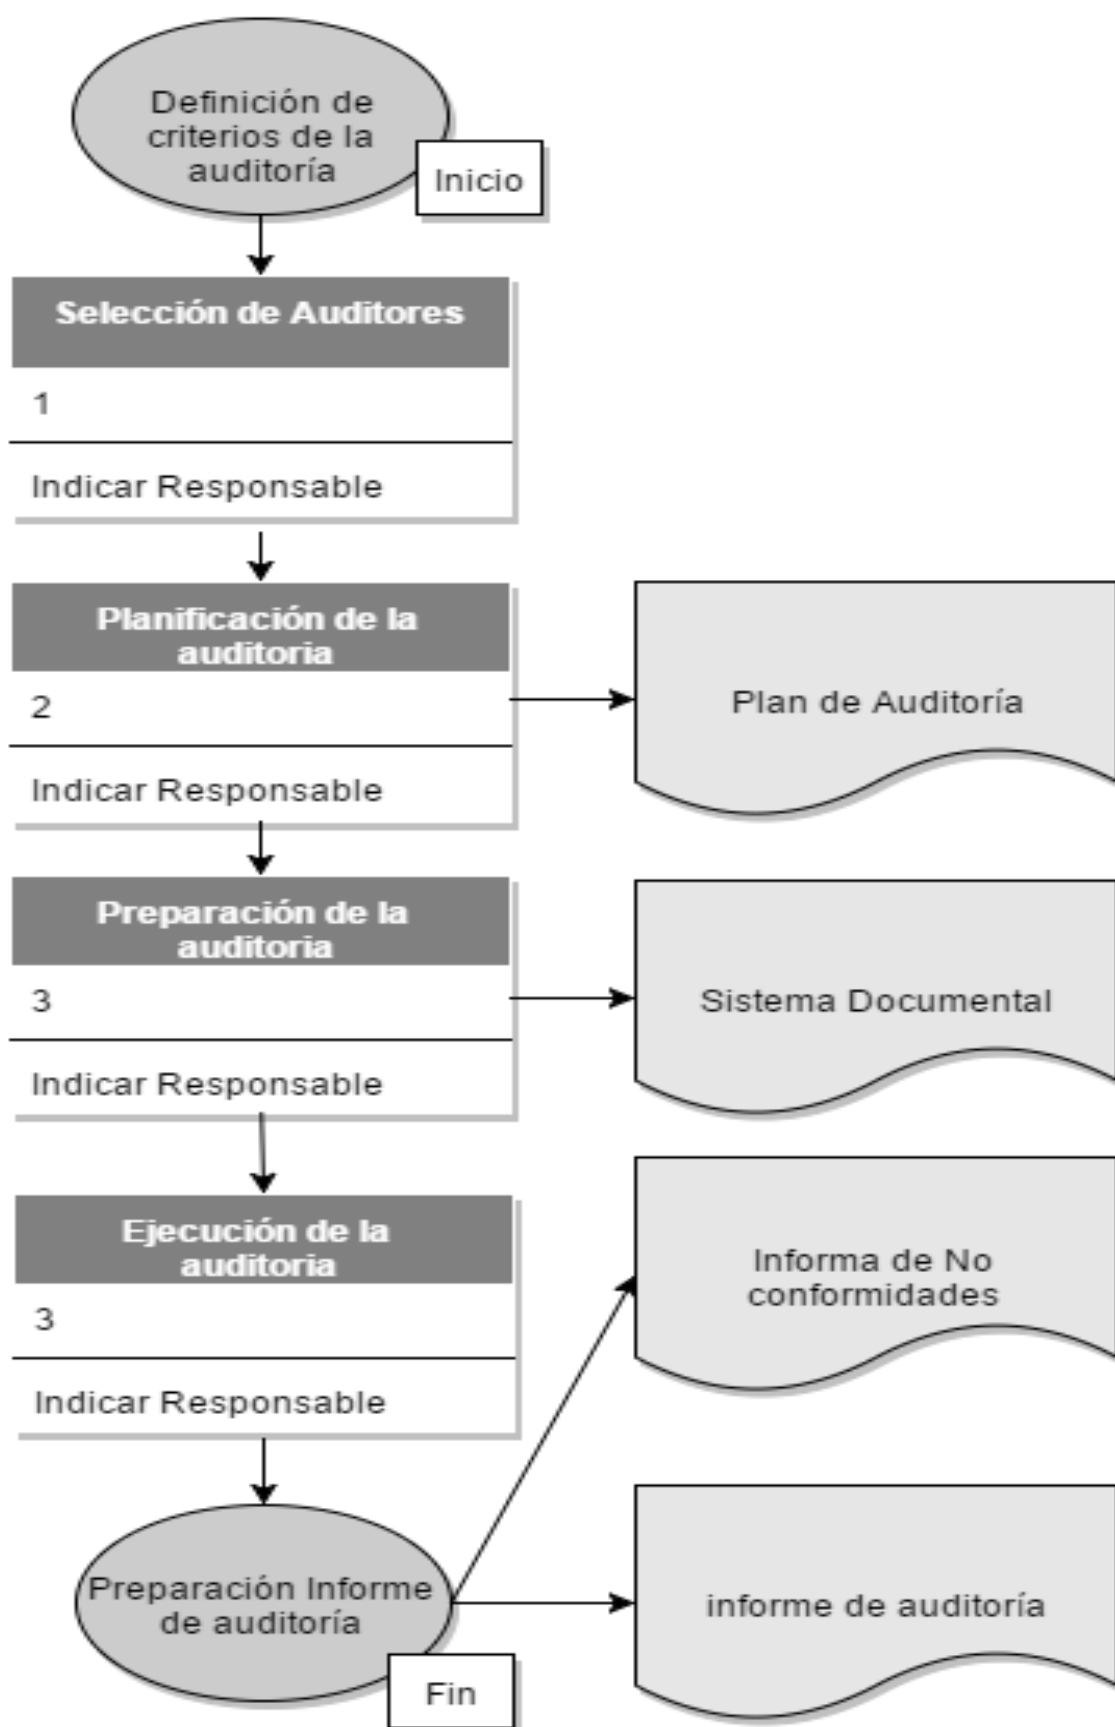 Definición de
criterios de la
auditoría
Inicio
Selección de Auditores
1
Indicar Responsable
Planificación de la
auditoria
2
Indicar Responsable
Plan de Auditoría
Preparación de la
auditoria
3
Indicar Responsable
Sistema Documental
Ejecución de la
auditoria
3
Indicar Responsable
Informa de No
conformidades
Preparación Informe
de auditoría
Fin
informe de auditoría